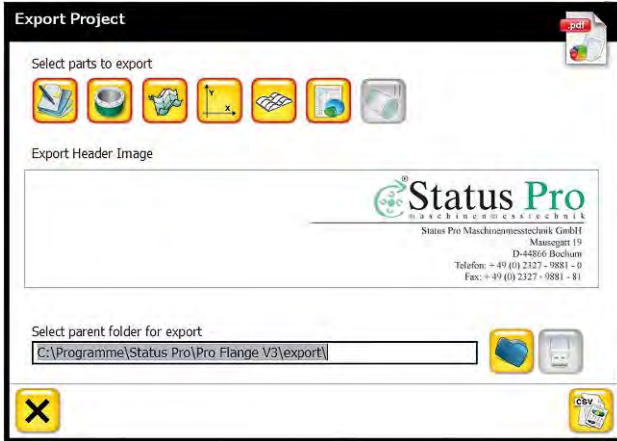 Export Project
.pdf
Select parts to export
Y
X
Export Header Image
Status Pro
maschinenmesstechnik
Status Pro Maschinenmesstechnik GmbH
Mausegatt 19
D-44866 Bochum
Telefon: + 49 (0) 2327 - 9881 - 0
Fax: + 49 (0) 2327 - 9881 - 81
Select parent folder for export
C:\Programme\Status Pro\Pro Flange V3\export\
CSV